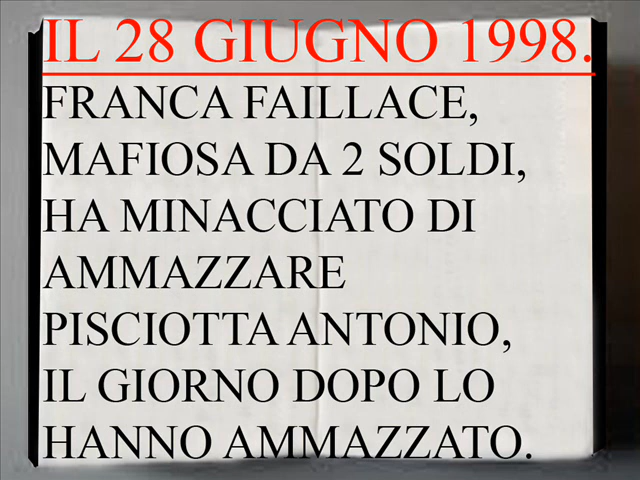 IL 28 GIUGNO 1998.
FRANCA FAILLACE,
MAFIOSA DA 2 SOLDI,
HA MINACCIATO DI
AMMAZZARE
PISCIOTTA ANTONIO,
IL GIORNO DOPO LO
HANNO AMMAZZATO.